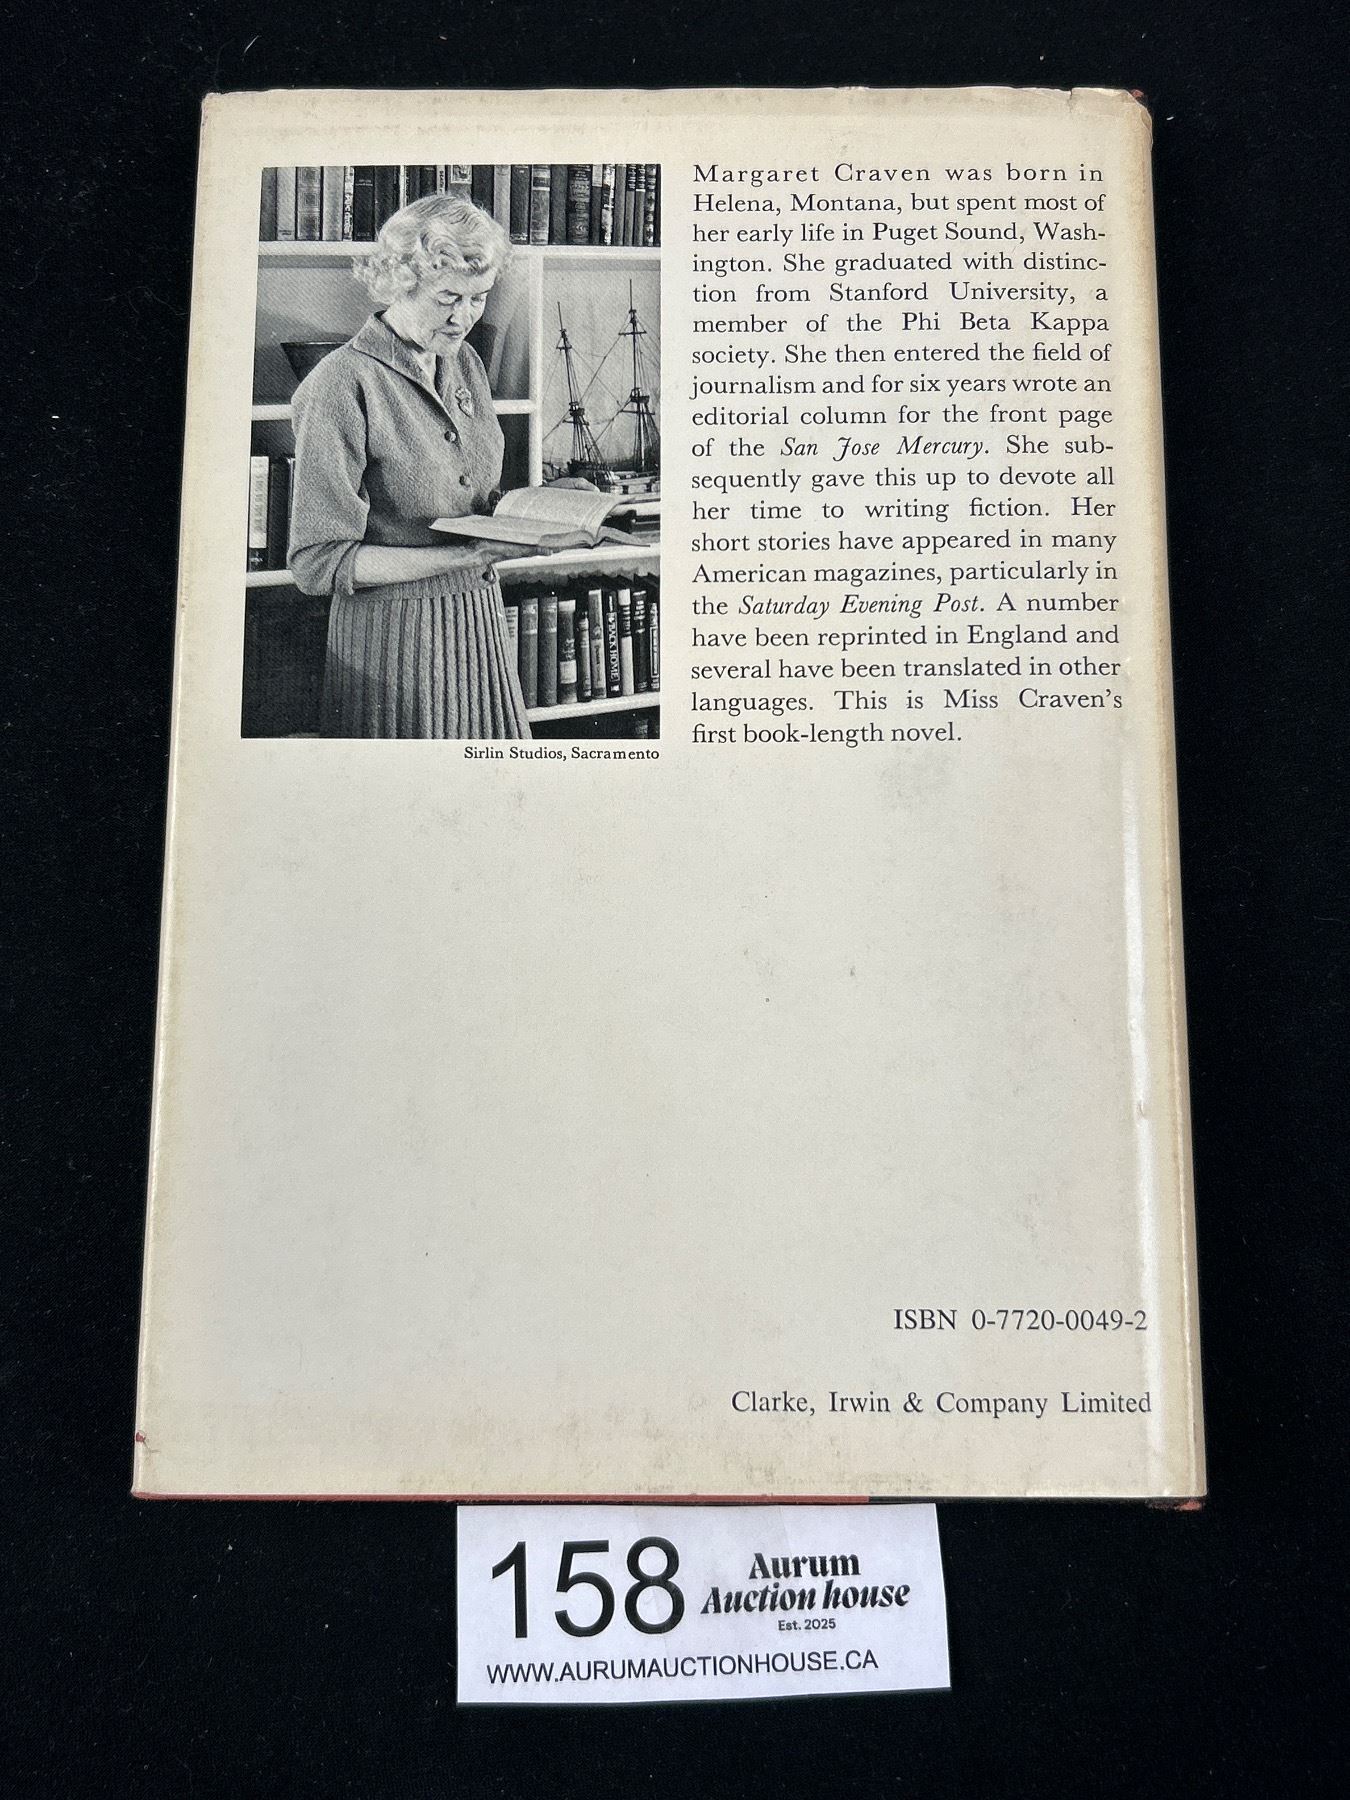 Margaret Craven was born in
Helena, Montana, but spent most of
her early life in Puget Sound, Wash-
ington. She graduated with distinc-
tion from Stanford University, a
member of the Phi Beta Kappa
society. She then entered the field of
journalism and for six years wrote an
editorial column for the front page
of the San Jose Mercury. She sub-
sequently gave this up to devote all
her time to writing fiction. Her
short stories have appeared in many
American magazines, particularly in
the Saturday Evening Post. A number
have been reprinted in England and
several have been translated in other
languages. This is Miss Craven's
first book-length novel.
BACK HOME
Sirlin Studios, Sacramento
ISBN 0-7720-0049-2
Clarke, Irwin & Company Limited
158
Aurum
Auction house
Est. 2025
WWW.AURUMAUCTIONHOUSE.CA